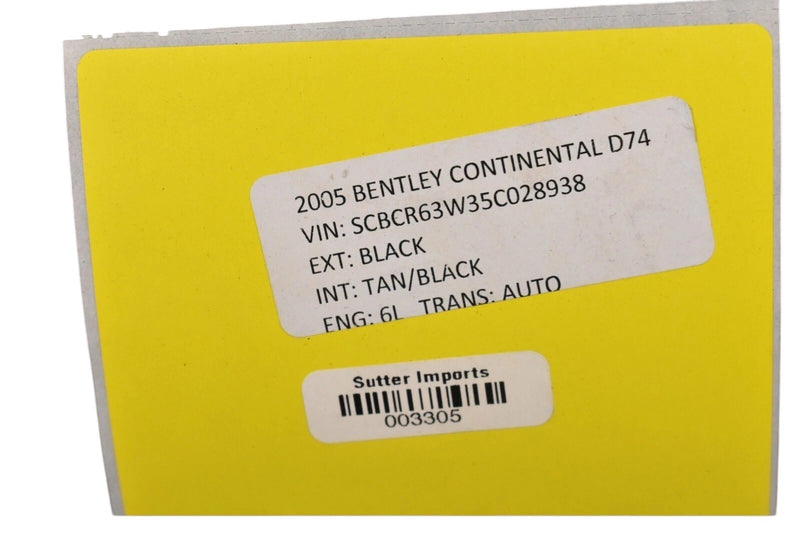 2005 BENTLEY CONTINENTAL D74
VIN: SCBCR63W35C028938
EXT: BLACK
INT: TAN/BLACK
ENG: 6L TRANS: AUTO
Sutter Imports
003305